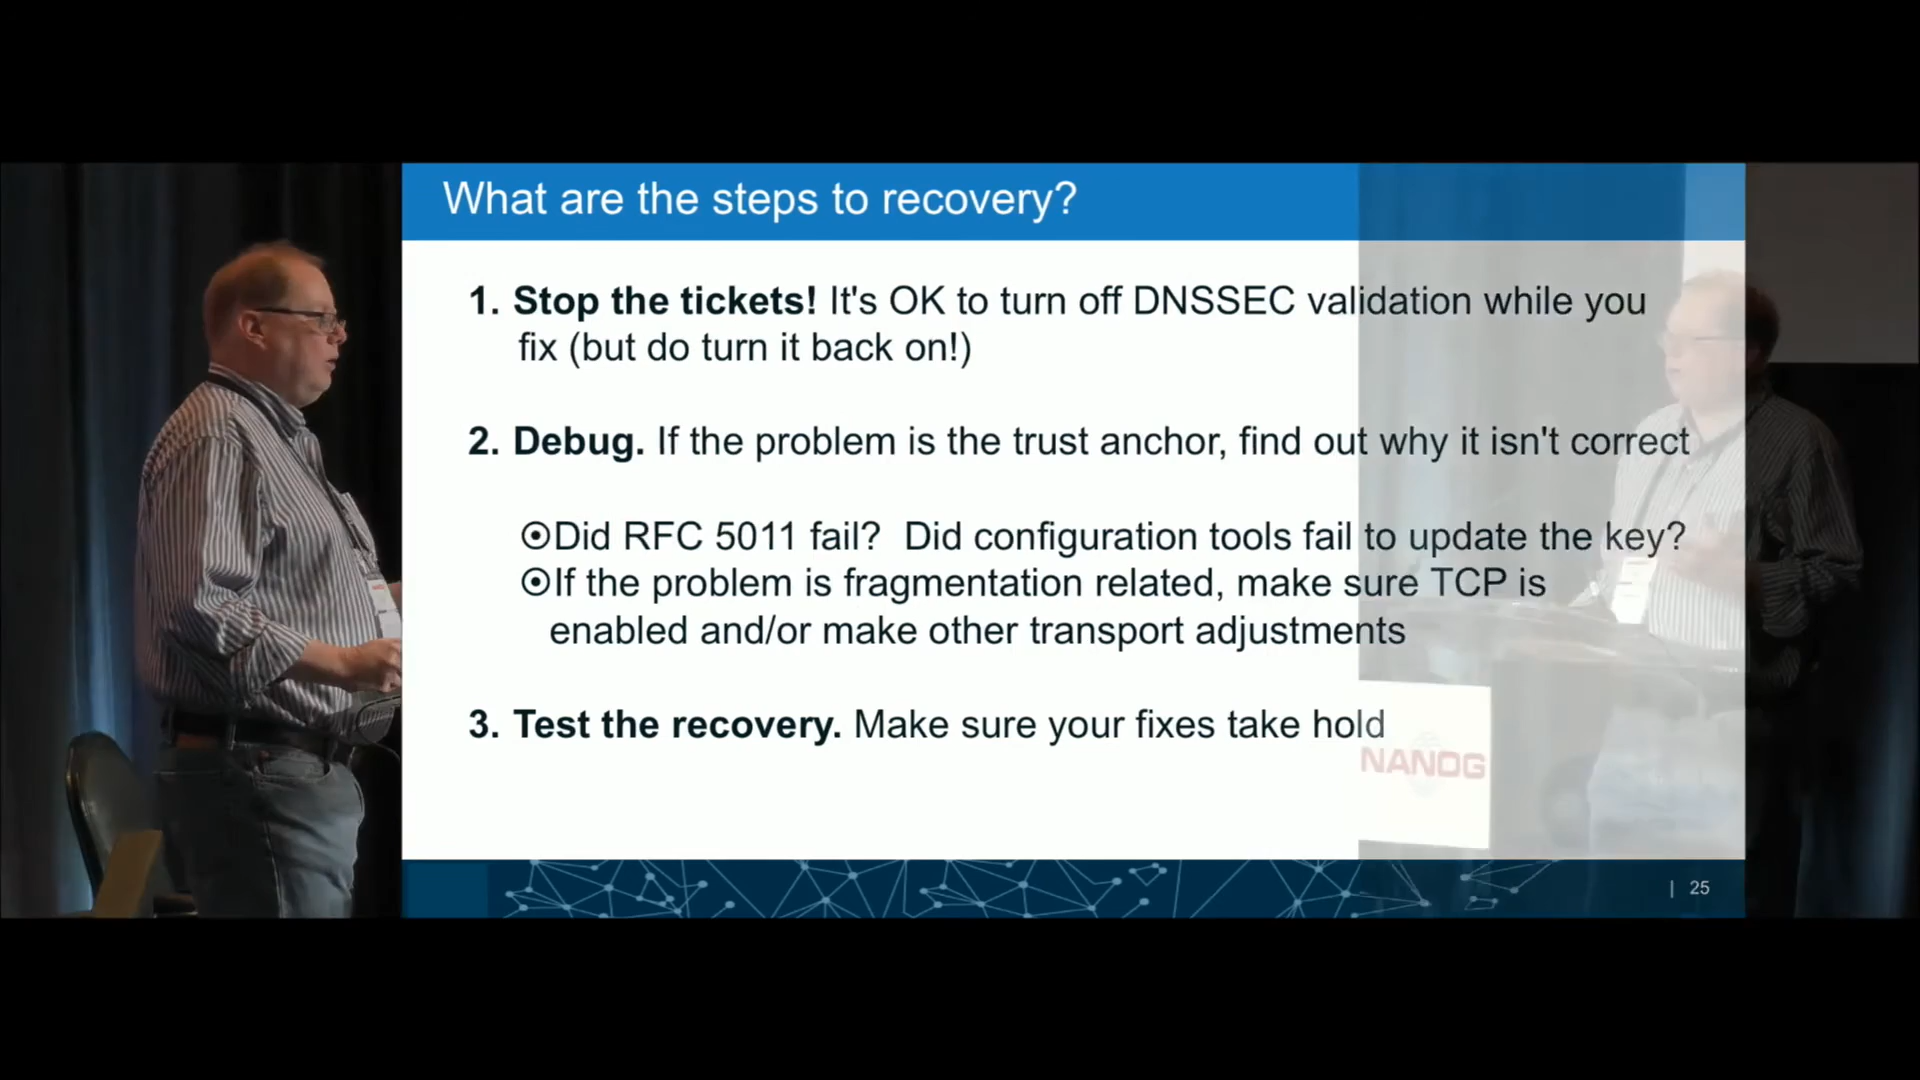 What are the steps to recovery?
1. Stop the tickets! It's OK to turn off DNSSEC validation while you
fix (but do turn it back on!)
2. Debug. If the problem is the trust anchor, find out why it isn't correct
⊙Did RFC 5011 fail? Did configuration tools fail to update the key?
⊙If the problem is fragmentation related, make sure TCP is
enabled and/or make other transport adjustments
3. Test the recovery. Make sure your fixes take hold
NANOG
| 25